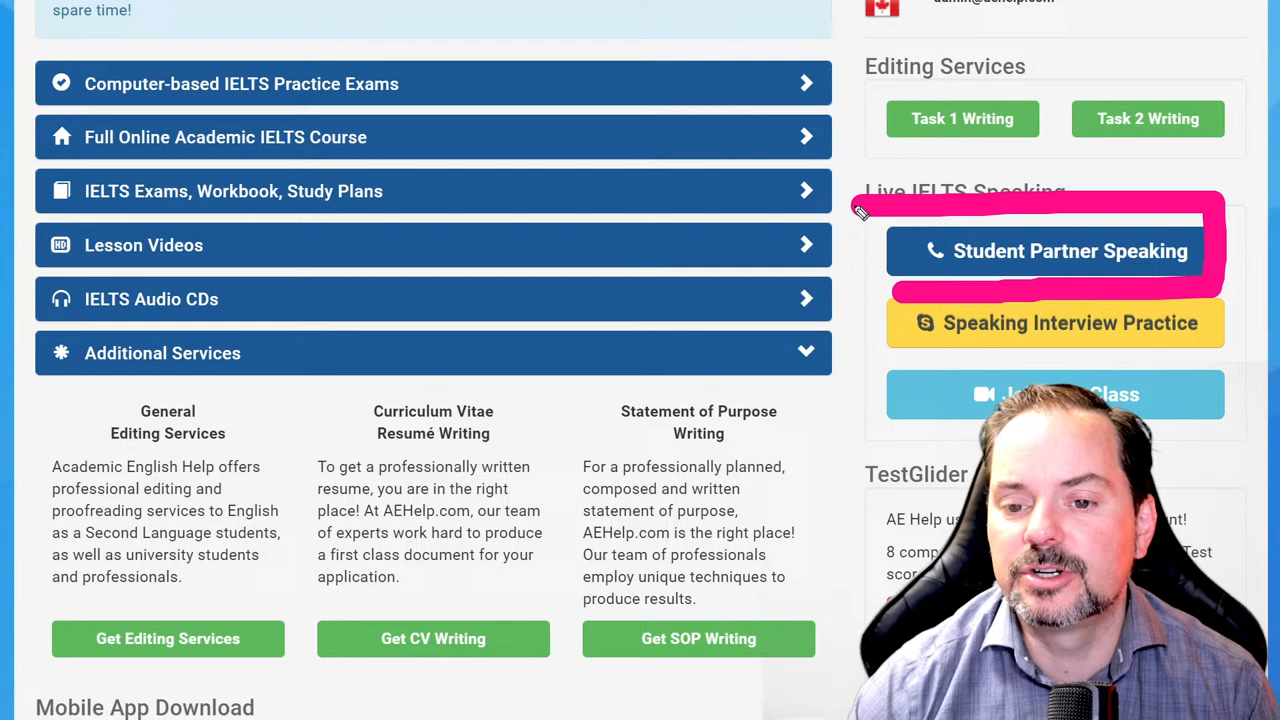 spare time!
Computer-based IELTS Practice Exams
Full Online Academic IELTS Course
IELTS Exams, Workbook, Study Plans
HD Lesson Videos
IELTS Audio CDs
Additional Services
General
Editing Services
Academic English Help offers
professional editing and
proofreading services to English
as a Second Language students,
as well as university students
and professionals.
Get Editing Services
Curriculum Vitae
Resumé Writing
To get a professionally written
resume, you are in the right
place! At AEHelp.com, our team
of experts work hard to produce
a first class document for your
application.
Get CV Writing
Statement of Purpose
Writing
For a professionally planned,
composed and written
statement of purpose,
AEHelp.com is the right place!
Our team of professionals
employ unique techniques to
produce results.
Get SOP Writing
Mobile App Download
admin@aehelp.com
Editing Services
Task 1 Writing
Task 2 Writing
Live IELTS Speaking
Student Partner Speaking
Speaking Interview Practice
Class
TestGlider
AE Help
8